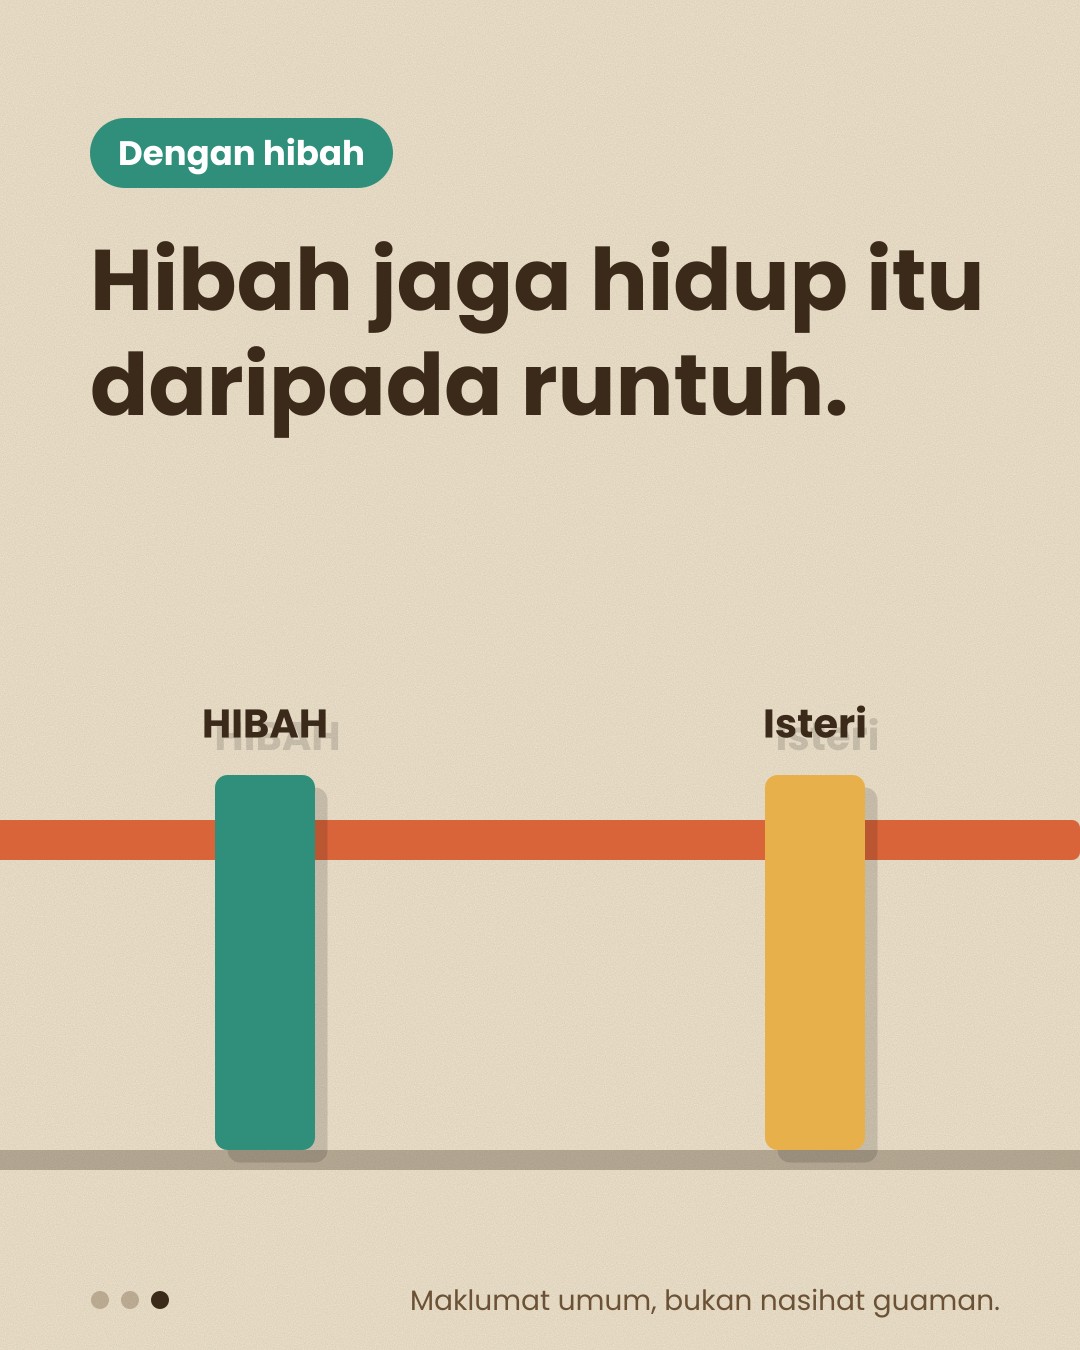 Dengan hibah
Hibah jaga hidup itu
daripada runtuh.
HIBAH
Isteri
Maklumat umum, bukan nasihat guaman.